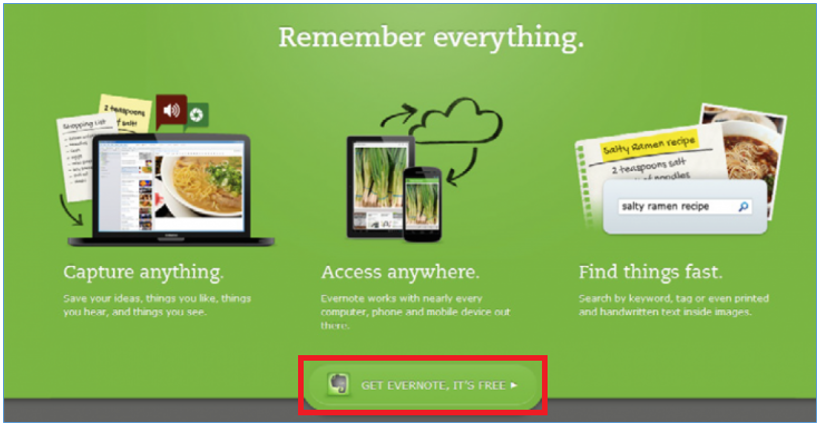 Remember everything.
Shopping List
2 teaspoons
of salt
Salty Ramen recipe
2 teaspoons salt
of noodles
salty ramen recipe
Capture anything.
Save your ideas, things you like, things
you hear, and things you see.
Access anywhere.
Evernote works with nearly every
computer, phone and mobile device out
there.
Find things fast.
Search by keyword, tag or even printed
and handwritten text inside images.
GET EVERNOTE, IT'S FREE ▸